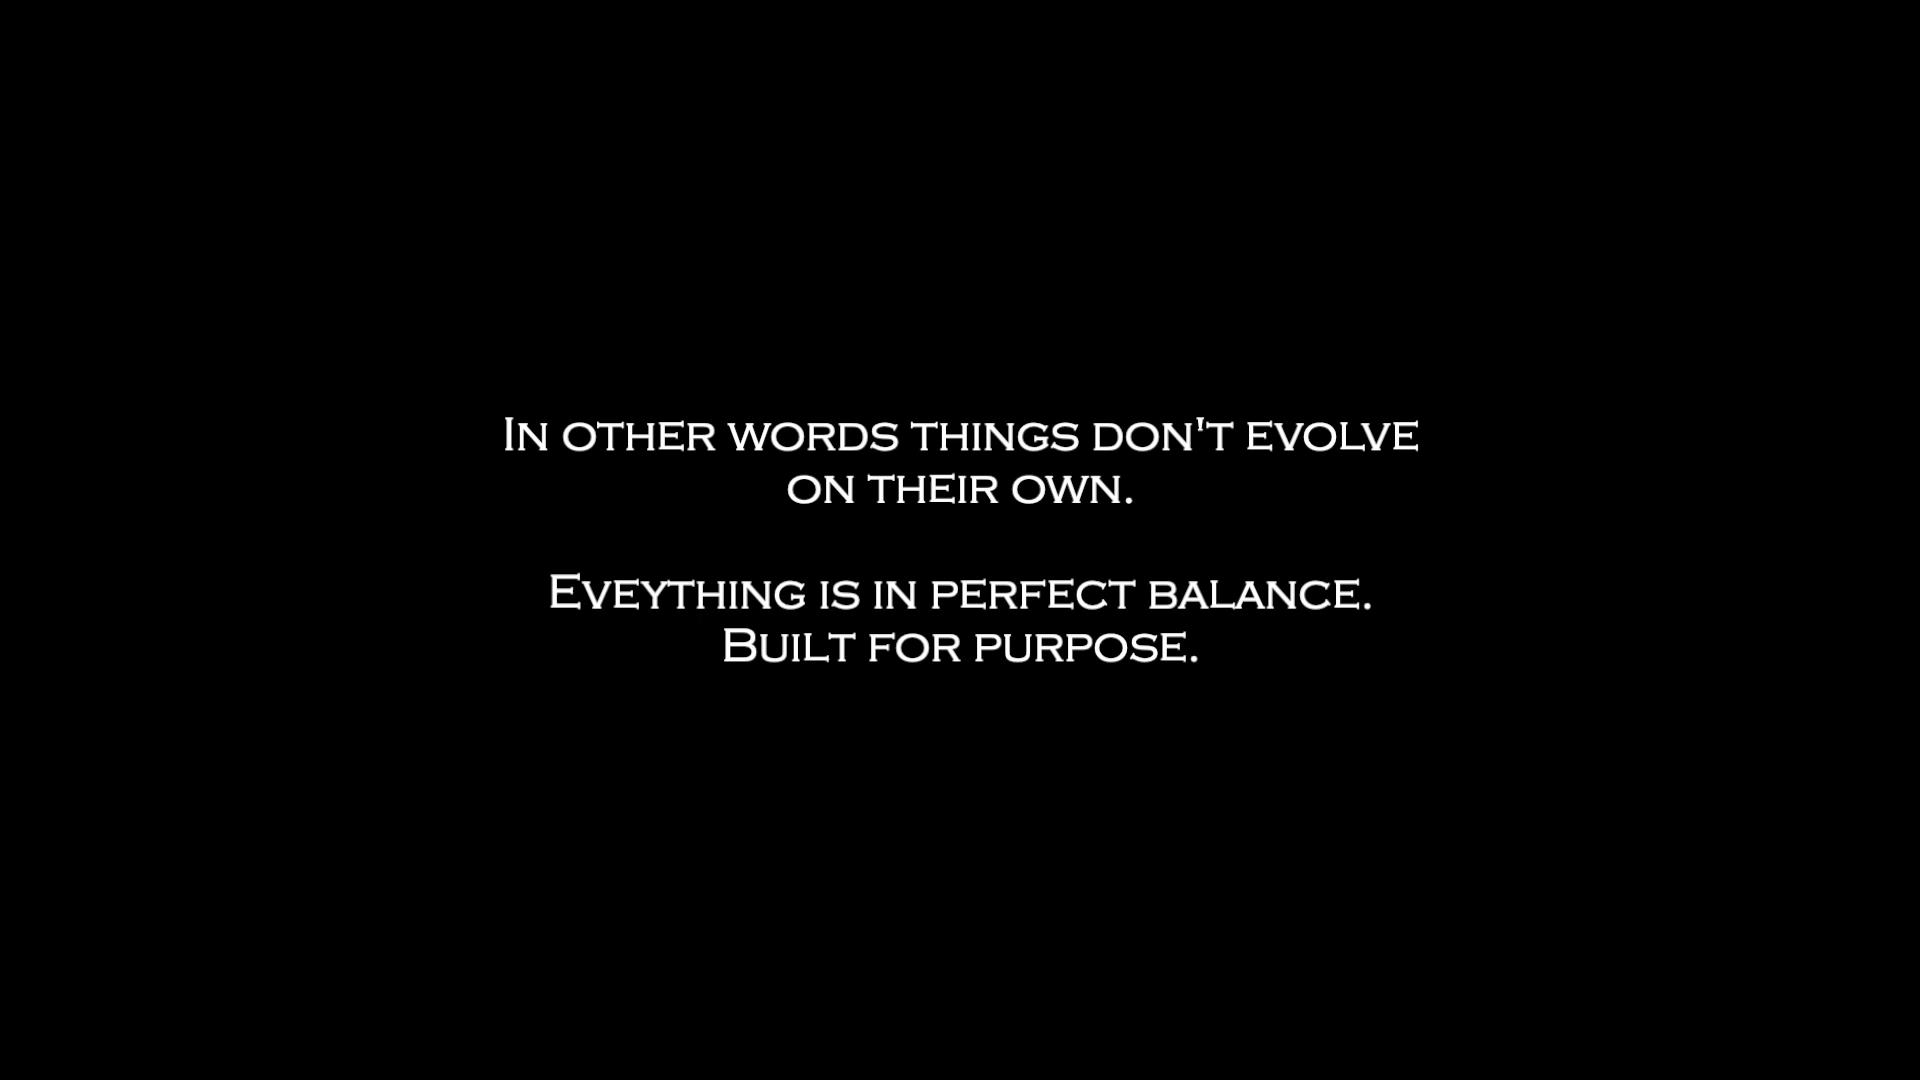 In other words things don't evolve
on their own.
Eveything is in perfect balance.
Built for purpose.